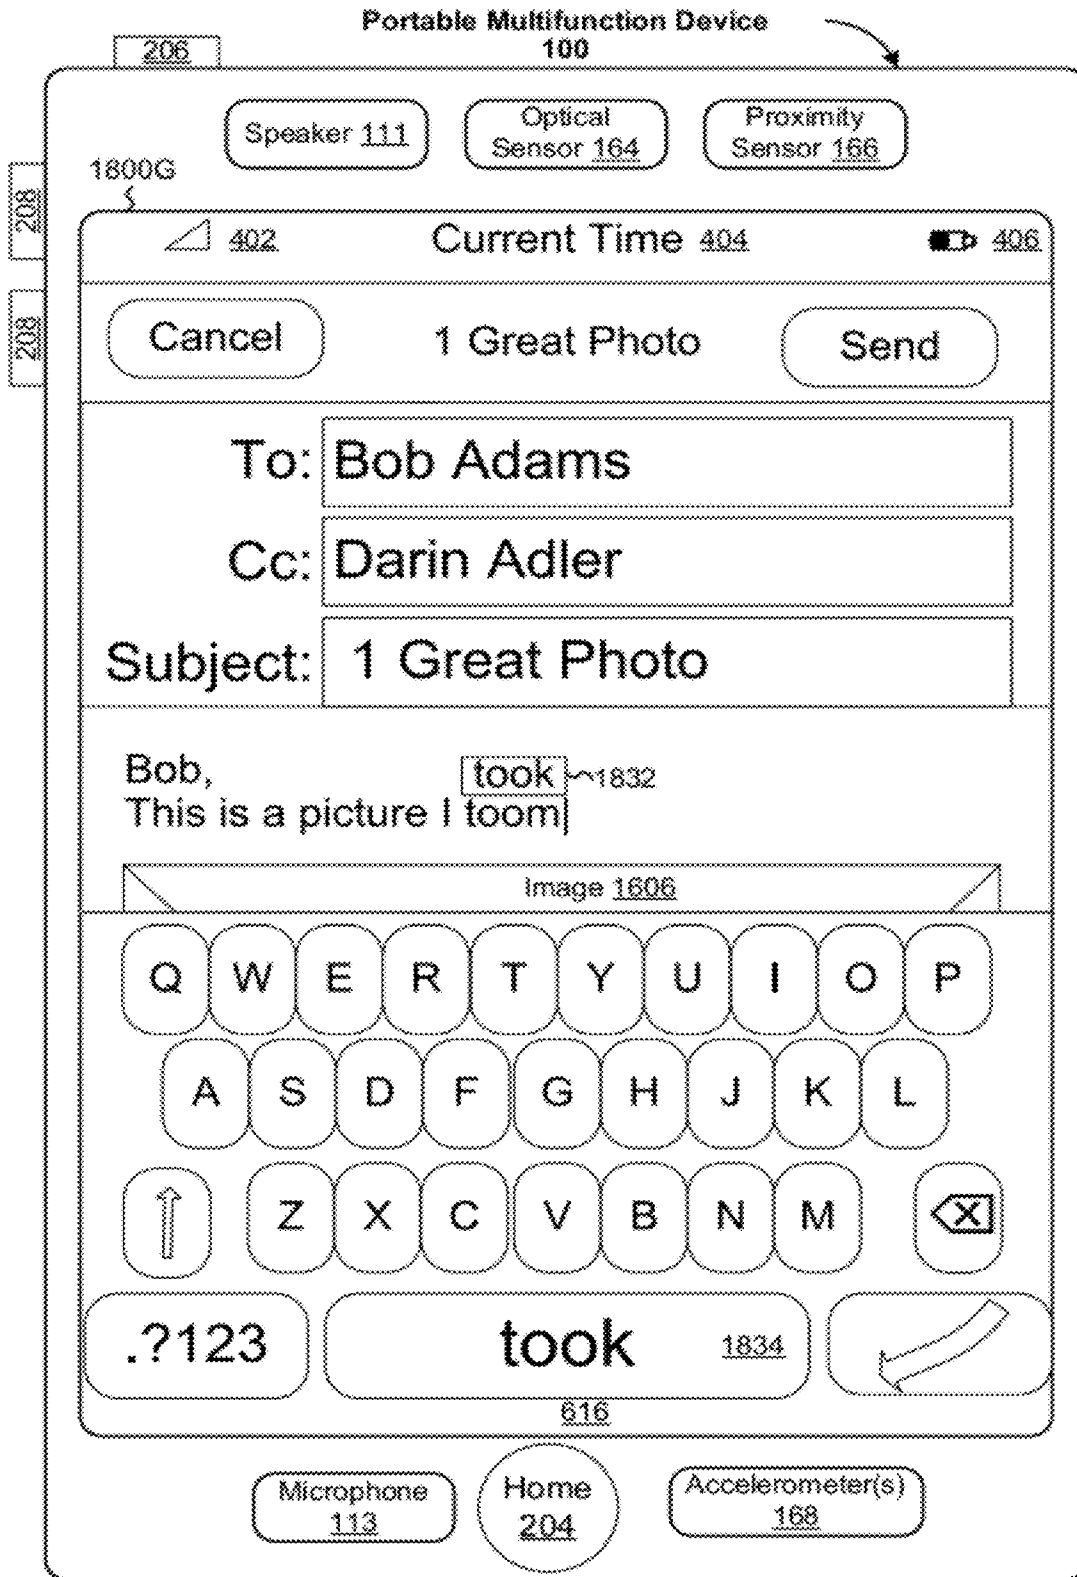 Portable Multifunction Device
100
206
Speaker 111
Optical
Sensor 164
Proximity
Sensor 166
1800G
208
208
402
Current Time 404
406
Cancel
1 Great Photo
Send
To: Bob Adams
Cc: Darin Adler
Subject: 1 Great Photo
Bob,
took
1832
This is a picture I toom
Image 1606
Q W E R T Y U I O P
A S D F G H J K L
Z X C V B N M
.?123
took 1834
616
Microphone
113
Home
204
Accelerometer(s)
168